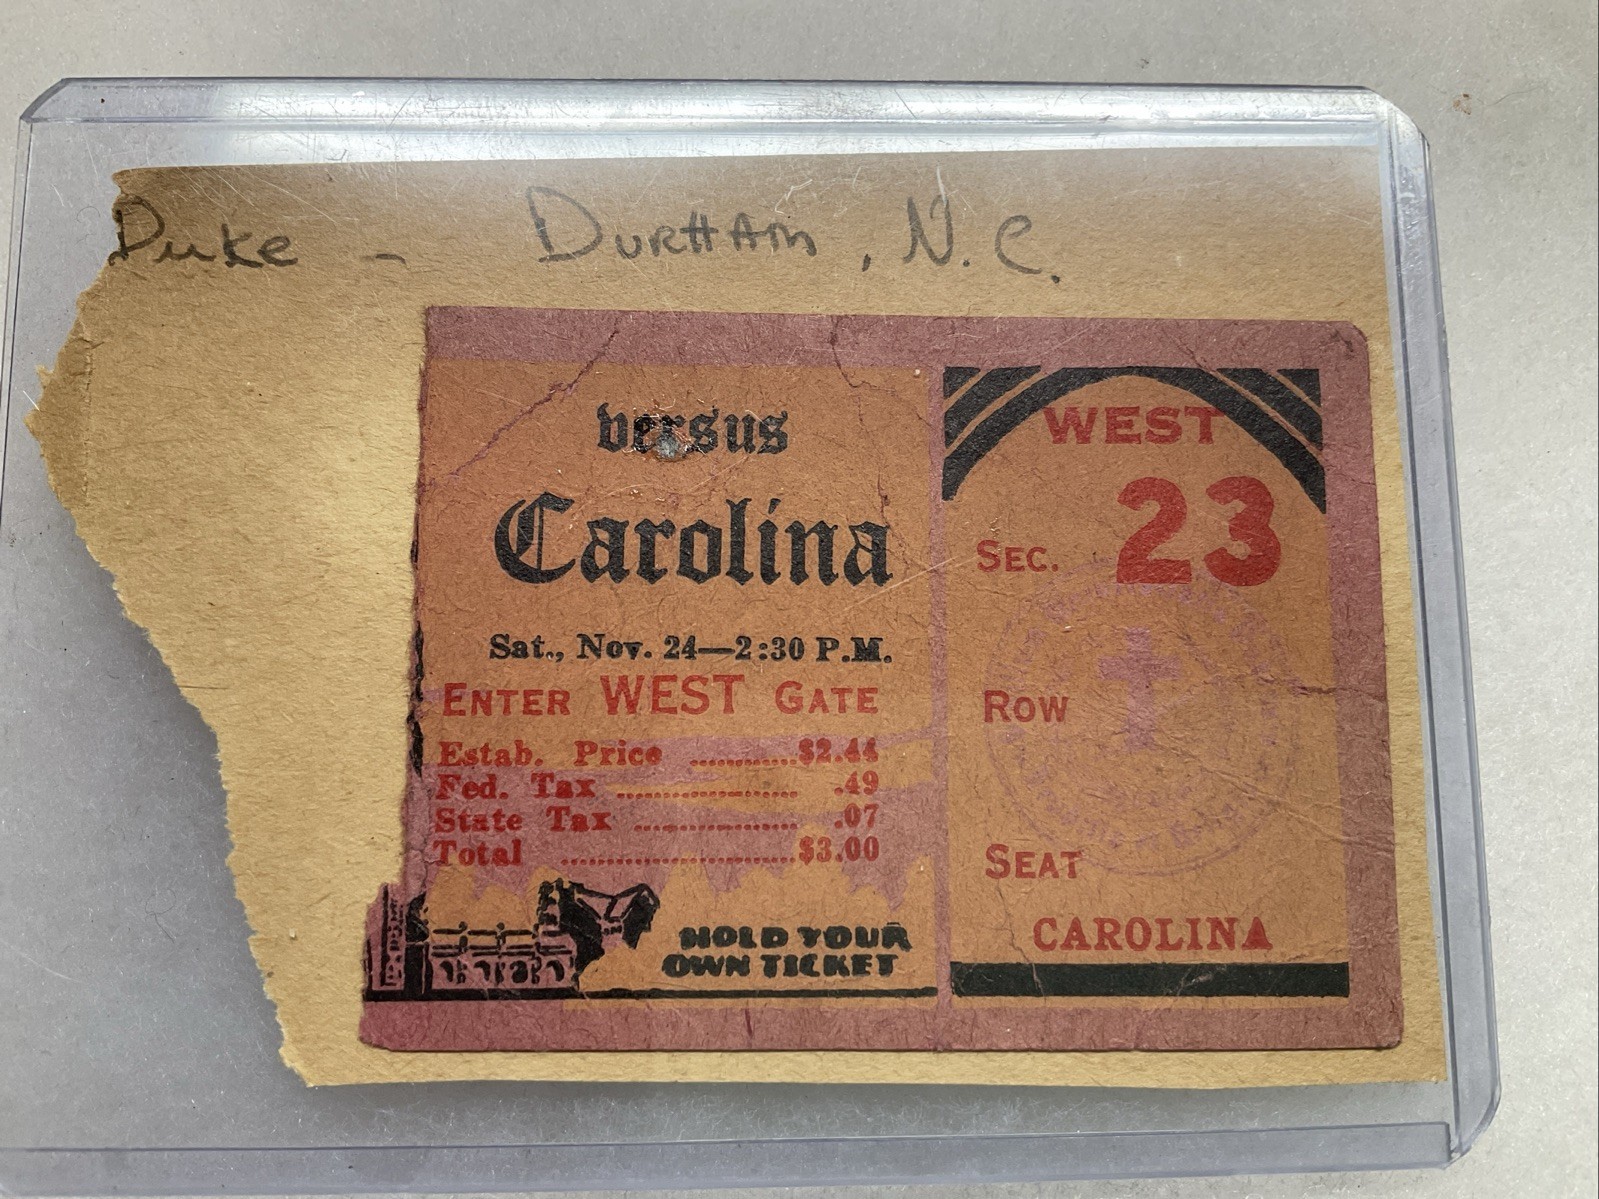 Duke - Durham, N.C.
versus
Carolina
Sat., Nov. 24—2:30 P.M.
ENTER WEST GATE
Estab. Price ............$2.44
Fed. Tax ..................... .49
State Tax ................... .07
Total ..........................$3.00
HOLD YOUR
OWN TICKET
WEST
SEC. 23
ROW
SEAT
CAROLINA